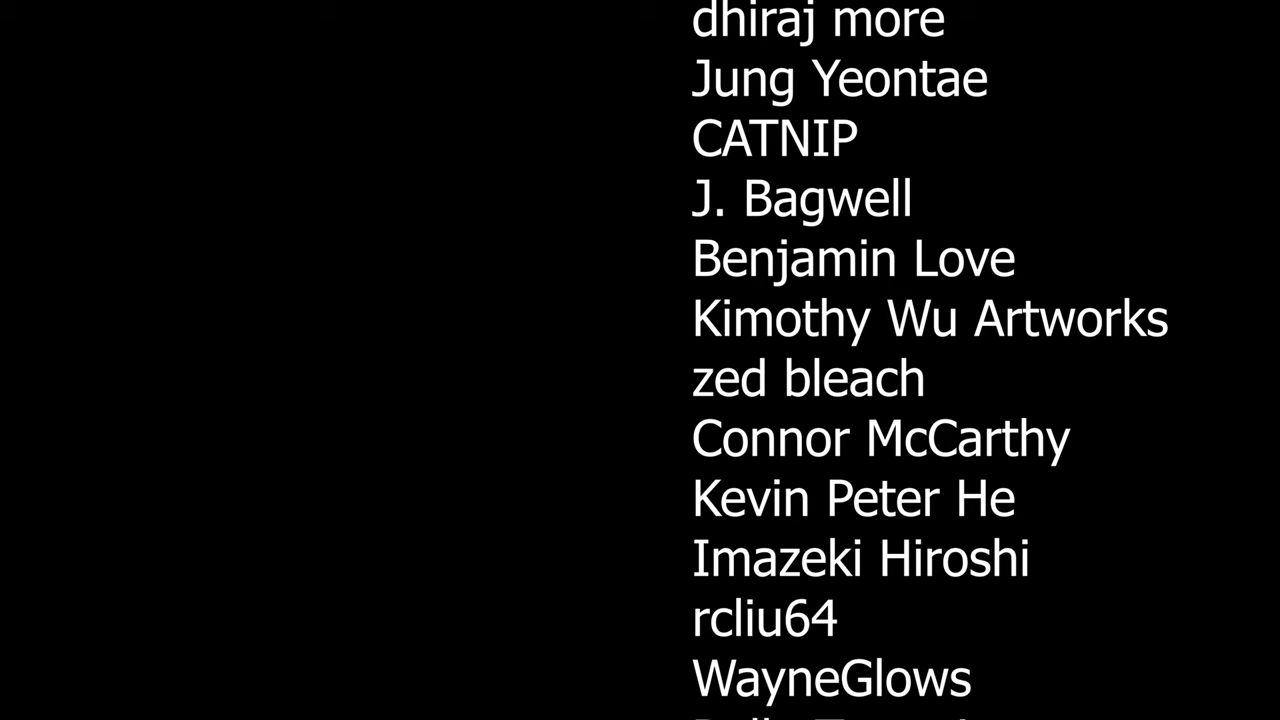 dhiraj more
Jung Yeontae
CATNIP
J. Bagwell
Benjamin Love
Kimothy Wu Artworks
zed bleach
Connor McCarthy
Kevin Peter He
Imazeki Hiroshi
rcliu64
WayneGlows